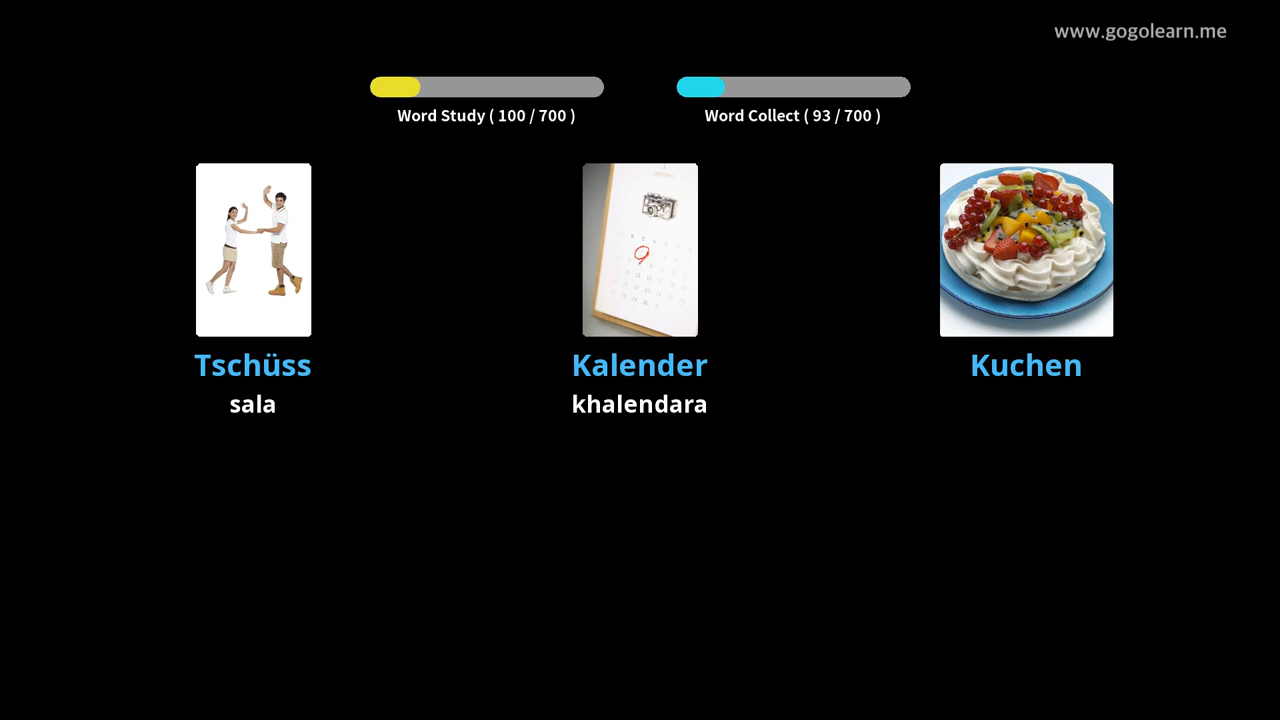 www.gogolearn.me
Word Study ( 100 / 700 )
Word Collect ( 93 / 700 )
Tschüss
sala
Kalender
khalendara
Kuchen